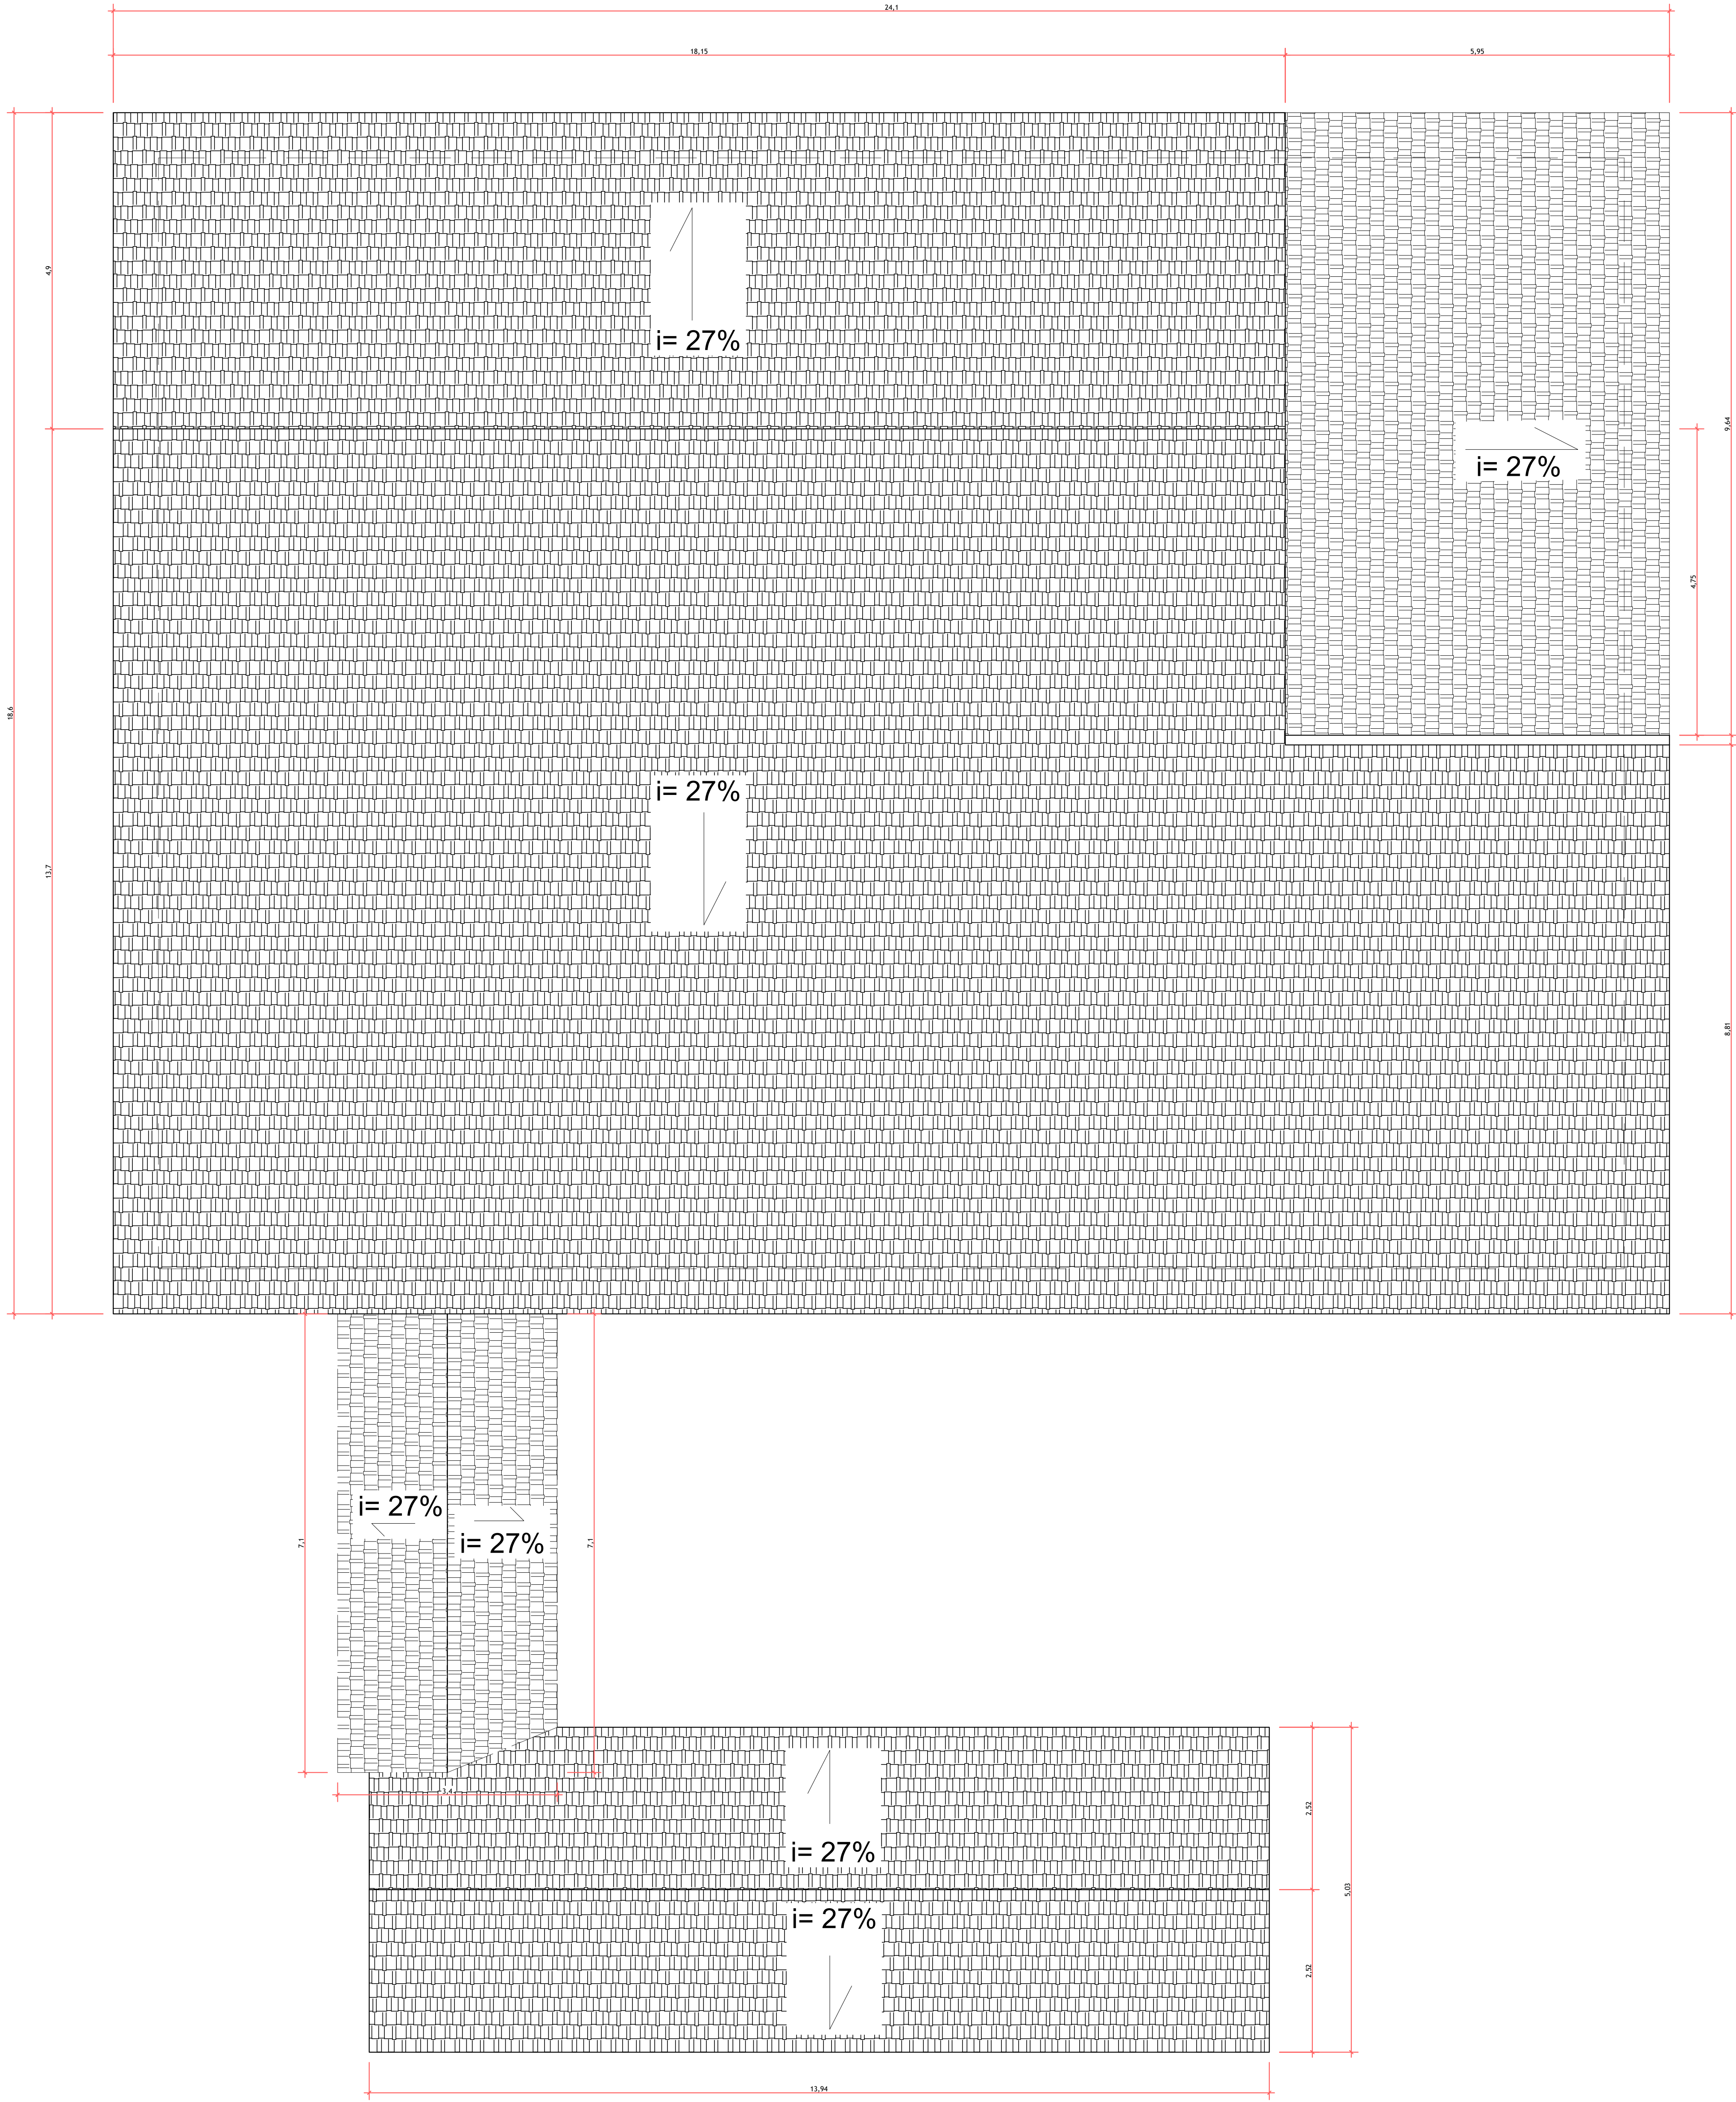 24,1
18,15
5,95
4,9
i= 27%
9,64
i= 27%
4,75
18,6
i= 27%
13,7
8,81
i= 27%
i= 27%
7,1
7,1
3,4
2,52
i= 27%
5,03
i= 27%
2,52
13,94